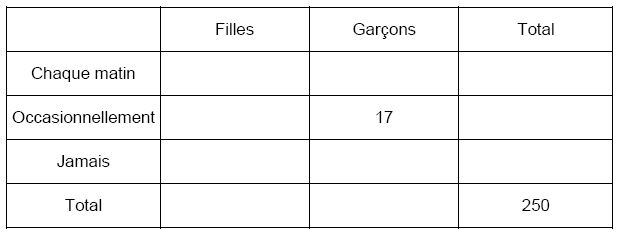 Filles Garçons Total
Chaque matin
Occasionnellement 17
Jamais
Total 250